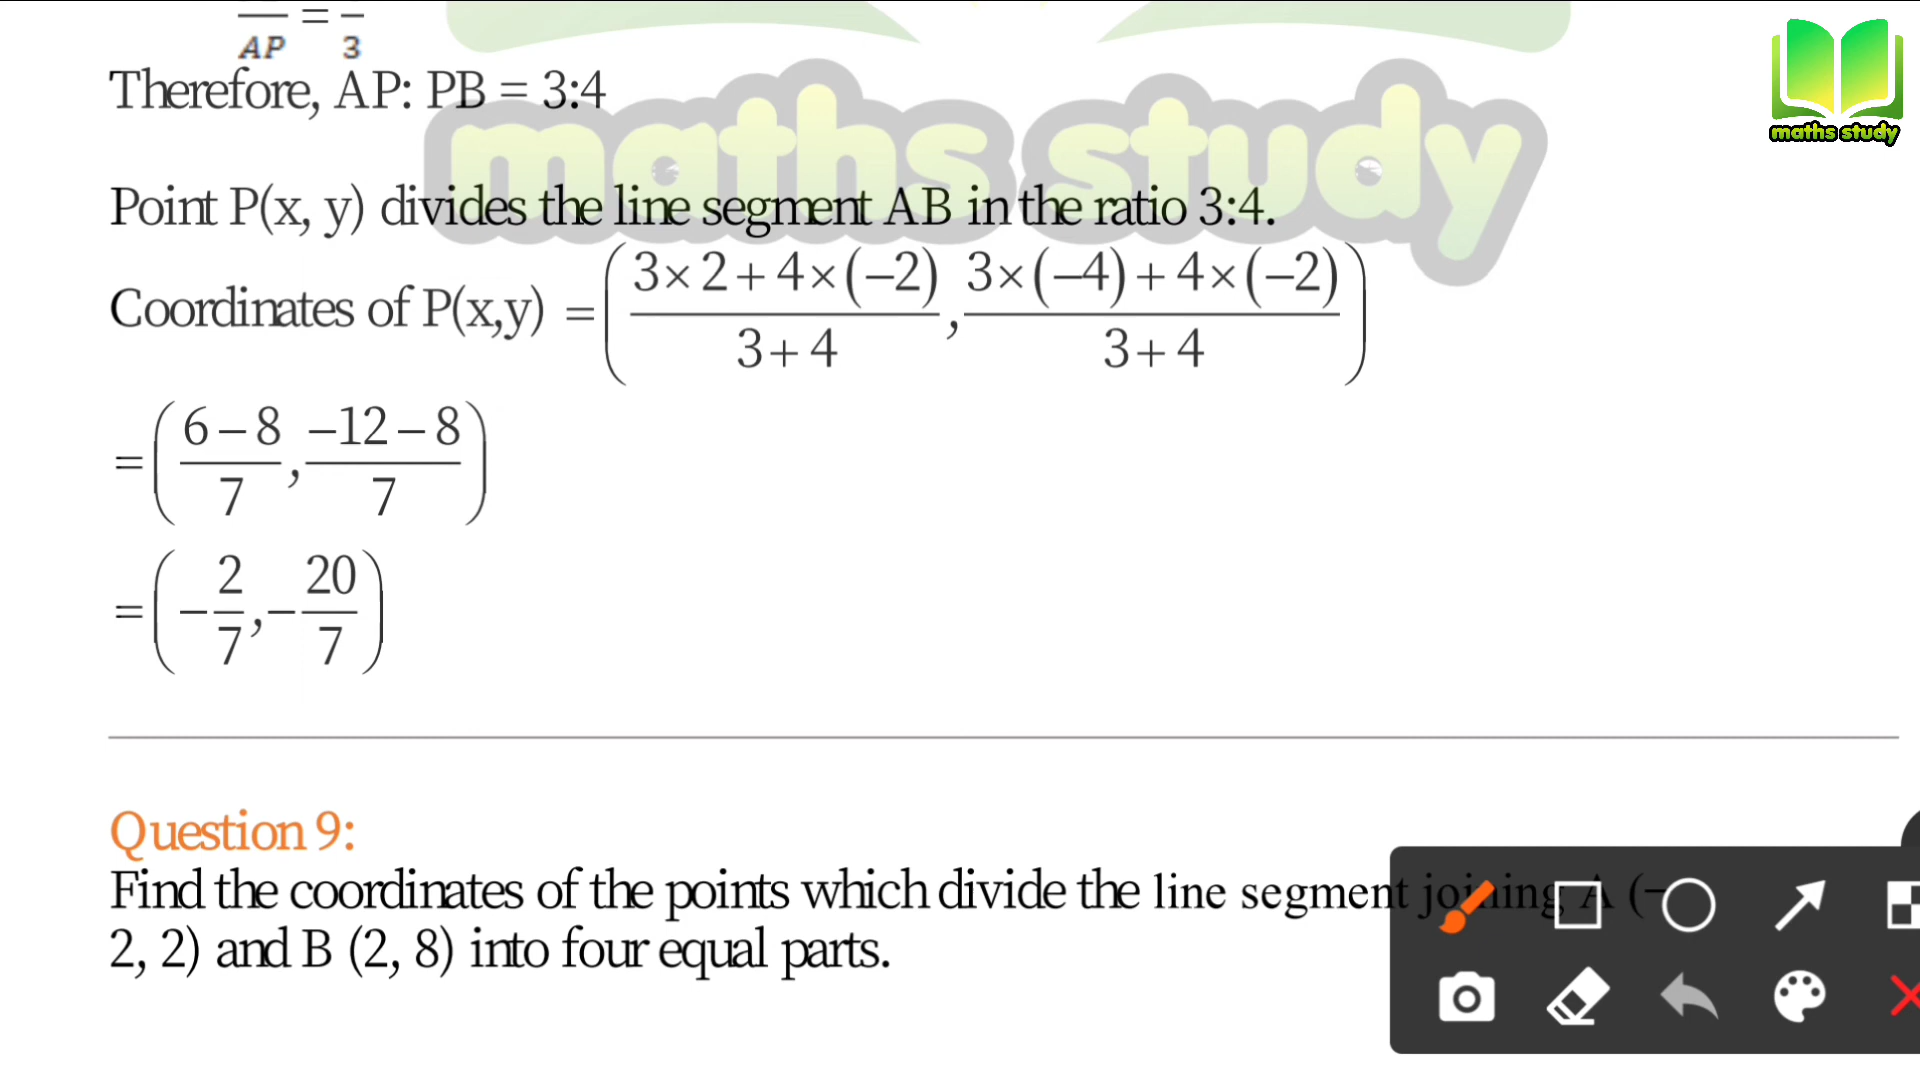 AP = 3
Therefore, AP: PB = 3:4
maths study
maths study
Point P(x, y) divides the line segment AB in the ratio 3:4.
Coordinates of P(x,y) = ( (3×2+4×(–2))/(3+4) , (3×(–4)+4×(–2))/(3+4) )
= ( (6–8)/7 , (–12–8)/7 )
= ( –2/7 , –20/7 )
Question 9:
Find the coordinates of the points which divide the line segment joining A (–
2, 2) and B (2, 8) into four equal parts.